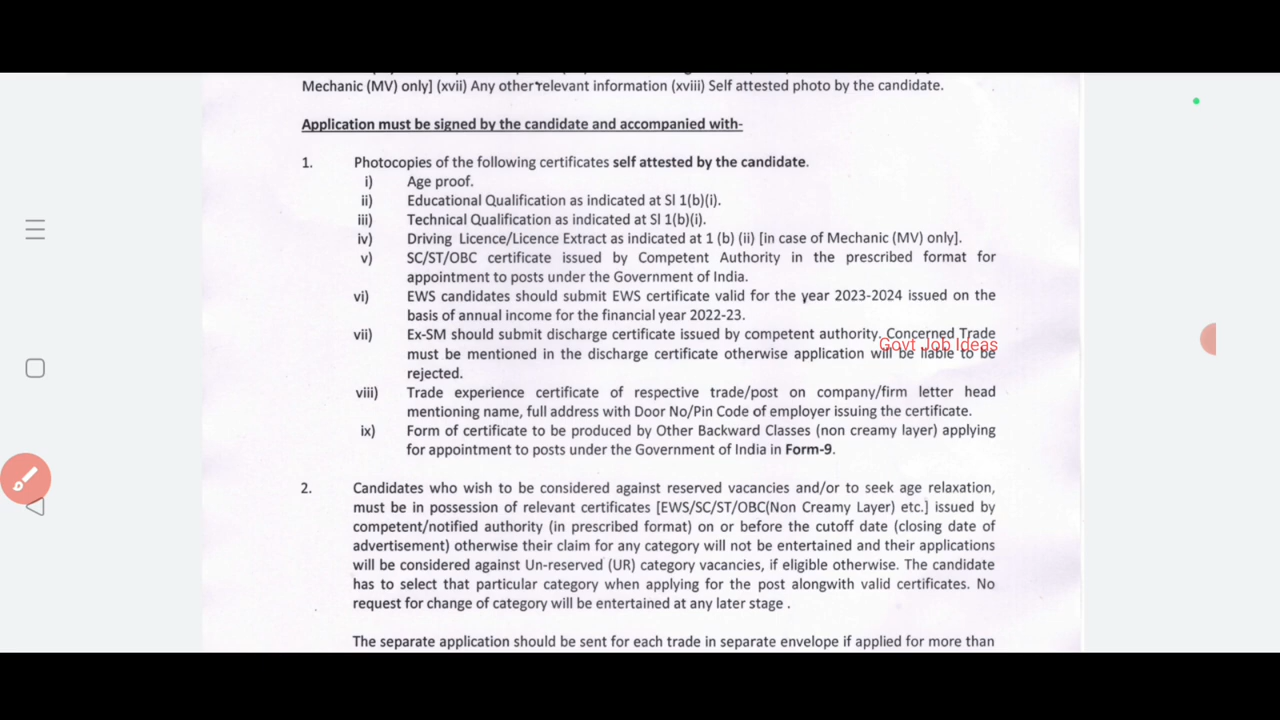 Mechanic (MV) only] (xvii) Any other relevant information (xviii) Self attested photo by the candidate.
Application must be signed by the candidate and accompanied with-
1. Photocopies of the following certificates self attested by the candidate.
i) Age proof.
ii) Educational Qualification as indicated at Sl 1(b)(i).
iii) Technical Qualification as indicated at Sl 1(b)(i).
iv) Driving Licence/Licence Extract as indicated at 1 (b) (ii) [in case of Mechanic (MV) only].
v) SC/ST/OBC certificate issued by Competent Authority in the prescribed format for
appointment to posts under the Government of India.
vi) EWS candidates should submit EWS certificate valid for the year 2023-2024 issued on the
basis of annual income for the financial year 2022-23.
vii) Ex-SM should submit discharge certificate issued by competent authority. Concerned Trade
Govt Job Ideas
must be mentioned in the discharge certificate otherwise application will be liable to be
rejected.
viii) Trade experience certificate of respective trade/post on company/firm letter head
mentioning name, full address with Door No/Pin Code of employer issuing the certificate.
ix) Form of certificate to be produced by Other Backward Classes (non creamy layer) applying
for appointment to posts under the Government of India in Form-9.
2. Candidates who wish to be considered against reserved vacancies and/or to seek age relaxation,
must be in possession of relevant certificates [EWS/SC/ST/OBC(Non Creamy Layer) etc.] issued by
competent/notified authority (in prescribed format) on or before the cutoff date (closing date of
advertisement) otherwise their claim for any category will not be entertained and their applications
will be considered against Un-reserved (UR) category vacancies, if eligible otherwise. The candidate
has to select that particular category when applying for the post alongwith valid certificates. No
request for change of category will be entertained at any later stage .
The separate application should be sent for each trade in separate envelope if applied for more than